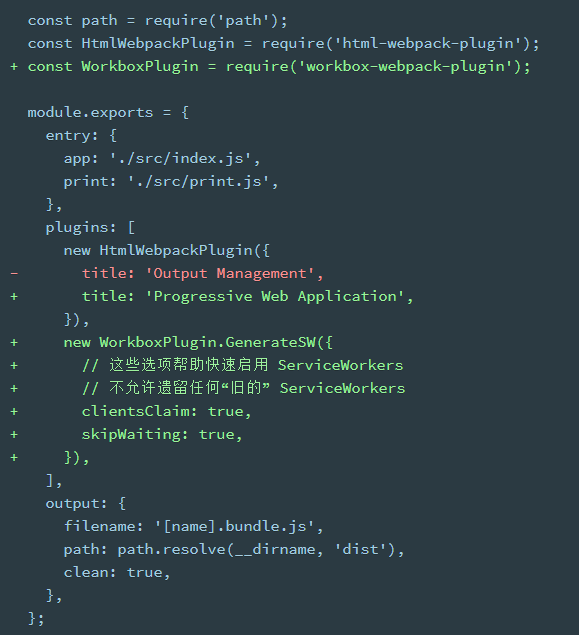 const path = require('path');
  const HtmlWebpackPlugin = require('html-webpack-plugin');
+ const WorkboxPlugin = require('workbox-webpack-plugin');

  module.exports = {
    entry: {
      app: './src/index.js',
      print: './src/print.js',
    },
    plugins: [
      new HtmlWebpackPlugin({
-       title: 'Output Management',
+       title: 'Progressive Web Application',
      }),
+     new WorkboxPlugin.GenerateSW({
+       // 这些选项帮助快速启用 ServiceWorkers
+       // 不允许遗留任何“旧的” ServiceWorkers
+       clientsClaim: true,
+       skipWaiting: true,
+     }),
    ],
    output: {
      filename: '[name].bundle.js',
      path: path.resolve(__dirname, 'dist'),
      clean: true,
    },
  };